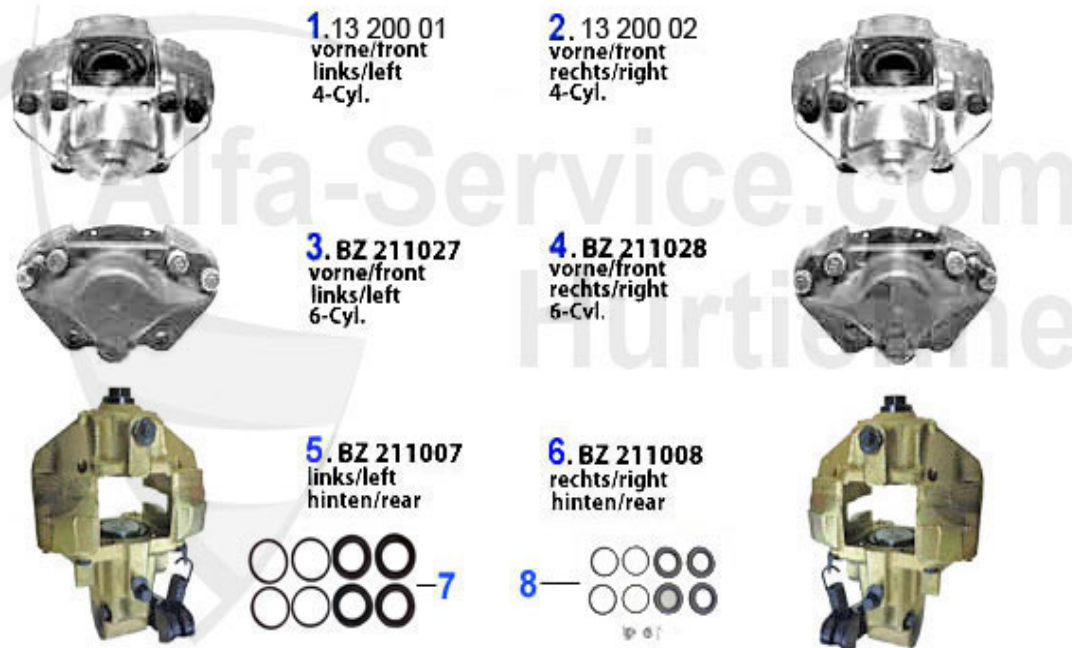 1.13 200 01
vorne/front
links/left
4-Cyl.
2. 13 200 02
vorne/front
rechts/right
4-Cyl.
Alfa-Service.com
3. BZ 211027
vorne/front
links/left
6-Cyl.
4. BZ 211028
vorne/front
rechts/right
6-Cyl.
Hurtienne
5. BZ 211007
links/left
hinten/rear
6. BZ 211008
rechts/right
hinten/rear
7
8